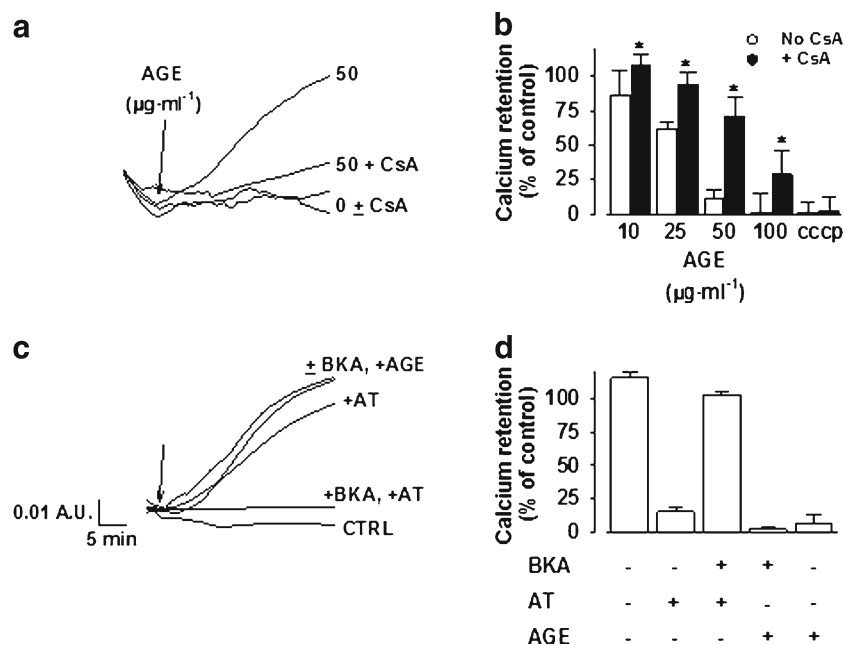 a
AGE
(µg·ml⁻¹)
50
50 + CsA
0 ± CsA
b
No CsA
+ CsA
Calcium retention
(% of control)
100
75
50
25
0
* * * *
10 25 50 100 cccp
AGE
(µg·ml⁻¹)
c
± BKA, +AGE
+AT
+BKA, +AT
CTRL
0.01 A.U.
5 min
d
Calcium retention
(% of control)
100
75
50
25
0
BKA - - + + -
AT - + + - -
AGE - - - + +